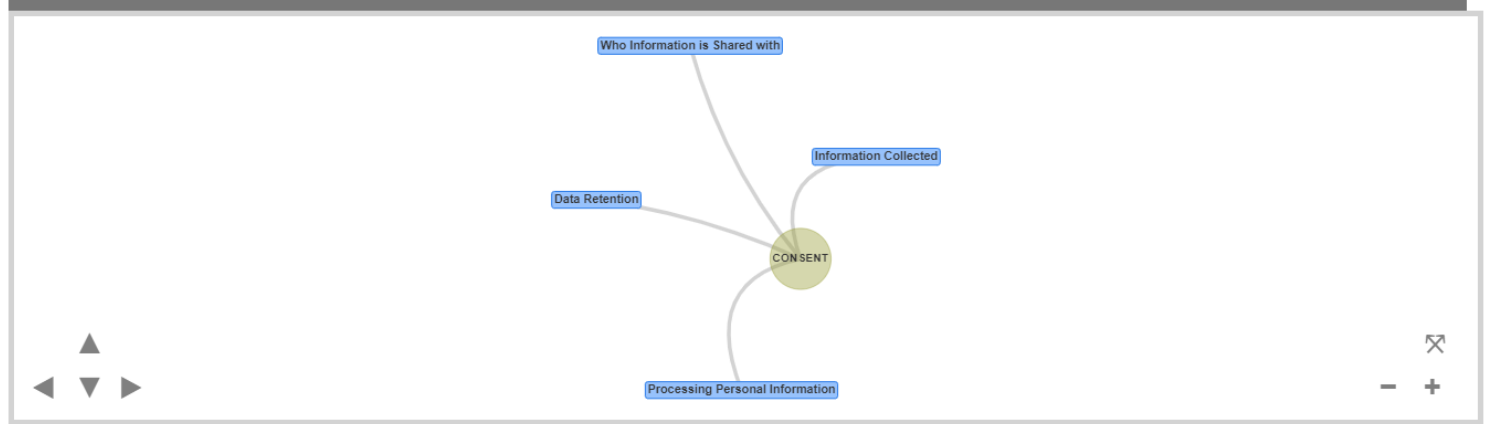 Who Information is Shared with
Information Collected
Data Retention
CONSENT
Processing Personal Information